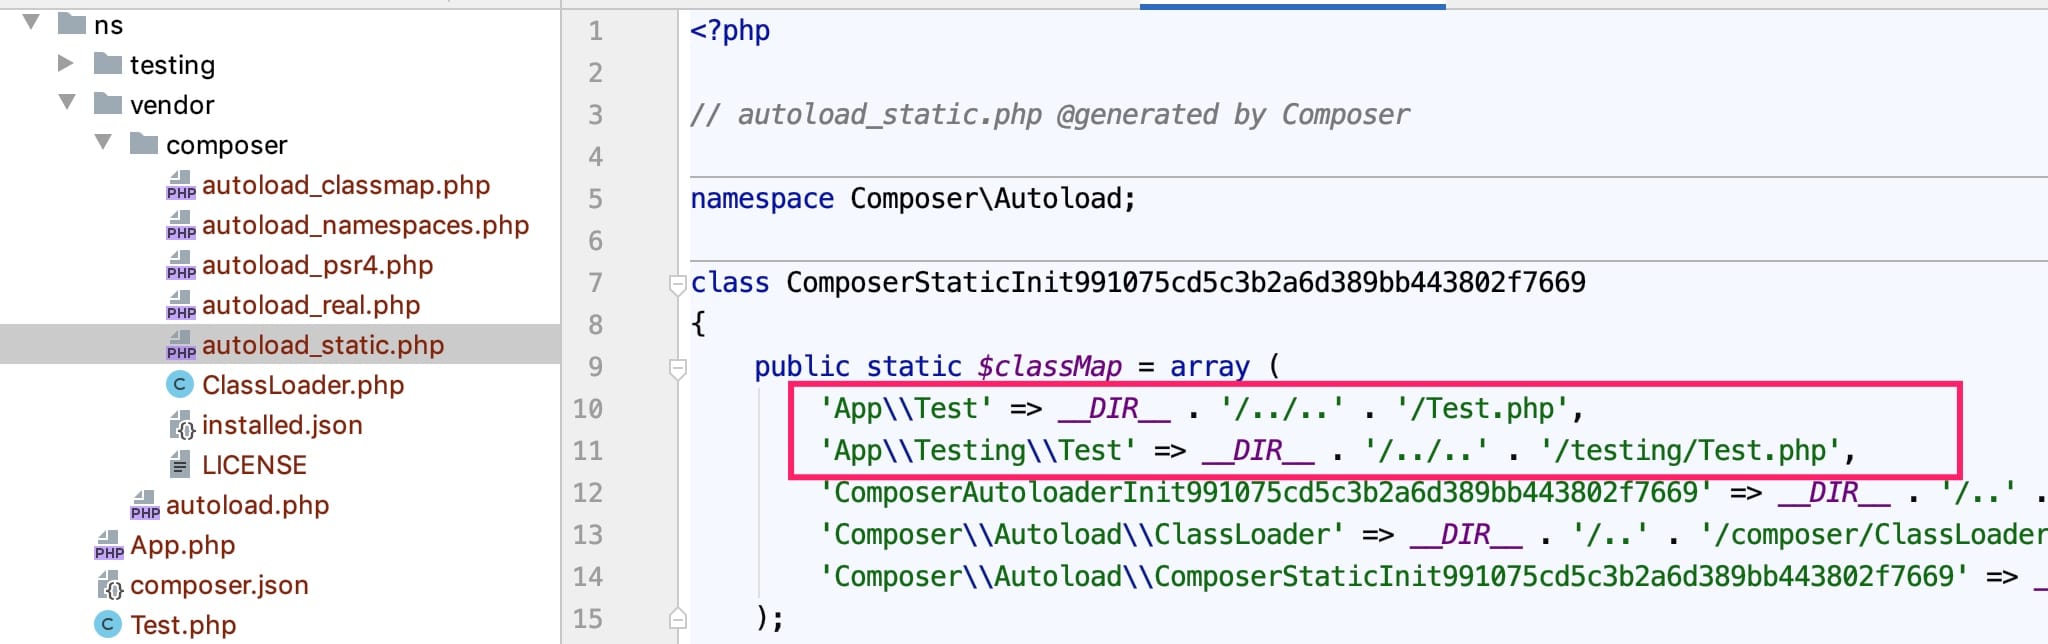 ns
testing
vendor
composer
PHP autoload_classmap.php
PHP autoload_namespaces.php
PHP autoload_psr4.php
PHP autoload_real.php
PHP autoload_static.php
C ClassLoader.php
{} installed.json
LICENSE
PHP autoload.php
PHP App.php
{} composer.json
C Test.php
1 <?php
2
3 // autoload_static.php @generated by Composer
4
5 namespace Composer\Autoload;
6
7 class ComposerStaticInit991075cd5c3b2a6d389bb443802f7669
8 {
9 public static $classMap = array (
10 'App\\Test' => __DIR__ . '/../..' . '/Test.php',
11 'App\\Testing\\Test' => __DIR__ . '/../..' . '/testing/Test.php',
12 'ComposerAutoloaderInit991075cd5c3b2a6d389bb443802f7669' => __DIR__ . '/..' .
13 'Composer\\Autoload\\ClassLoader' => __DIR__ . '/..' . '/composer/ClassLoader
14 'Composer\\Autoload\\ComposerStaticInit991075cd5c3b2a6d389bb443802f7669' => _
15 );